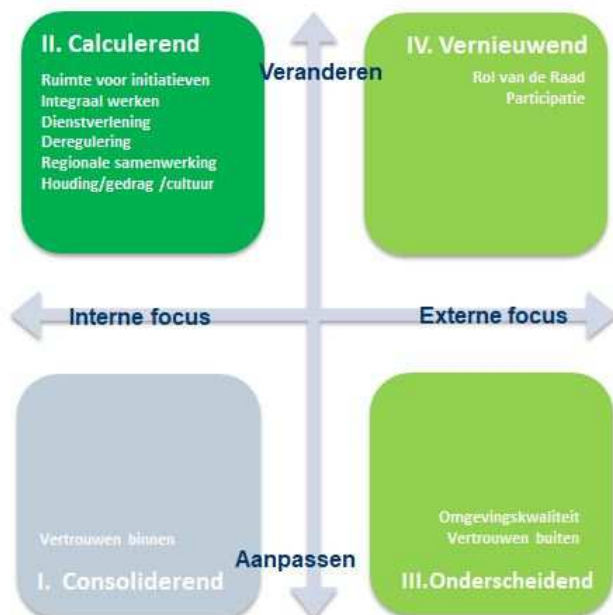 II. Calculerend
Ruimte voor initiatieven
Integraal werken
Dienstverlening
Deregulering
Regionale samenwerking
Houding/gedrag /cultuur
Veranderen
IV. Vernieuwend
Rol van de Raad
Participatie
Interne focus
Externe focus
Vertrouwen binnen
I. Consoliderend
Aanpassen
Omgevingskwaliteit
Vertrouwen buiten
III.Onderscheidend